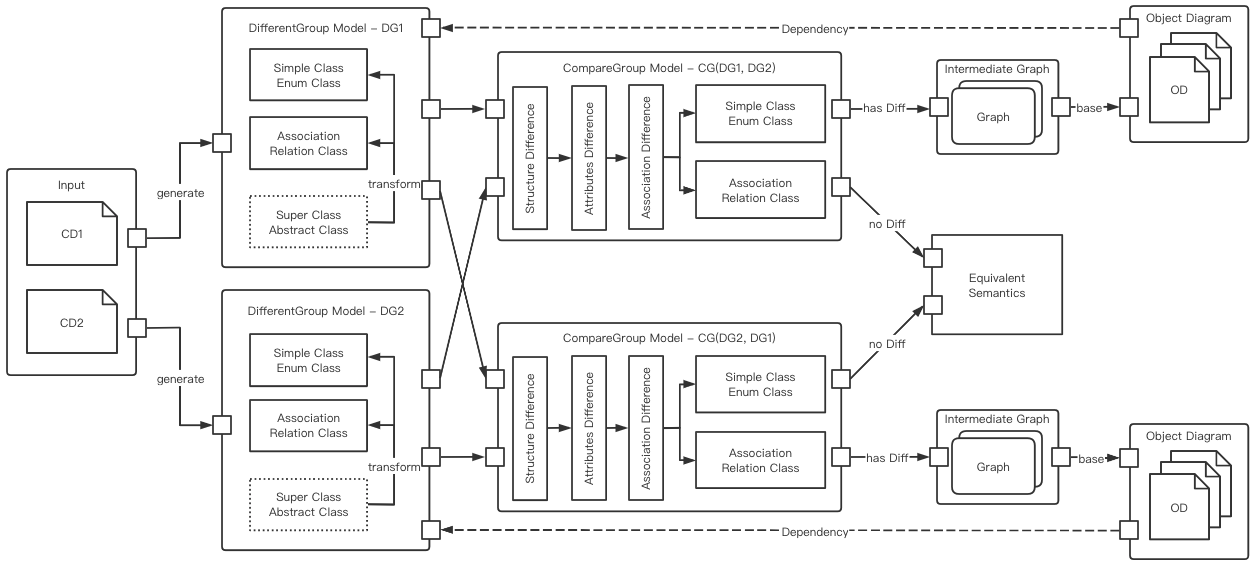 Input
CD1
CD2
generate
generate
DifferentGroup Model – DG1
Simple Class
Enum Class
Association
Relation Class
transform
Super Class
Abstract Class
DifferentGroup Model – DG2
Simple Class
Enum Class
Association
Relation Class
transform
Super Class
Abstract Class
Dependency
CompareGroup Model – CG(DG1, DG2)
Structure Difference
Attributes Difference
Association Difference
Simple Class
Enum Class
Association
Relation Class
has Diff
no Diff
Intermediate Graph
Graph
base
Object Diagram
OD
Equivalent
Semantics
CompareGroup Model – CG(DG2, DG1)
Structure Difference
Attributes Difference
Association Difference
Simple Class
Enum Class
Association
Relation Class
no Diff
has Diff
Intermediate Graph
Graph
base
Object Diagram
OD
Dependency